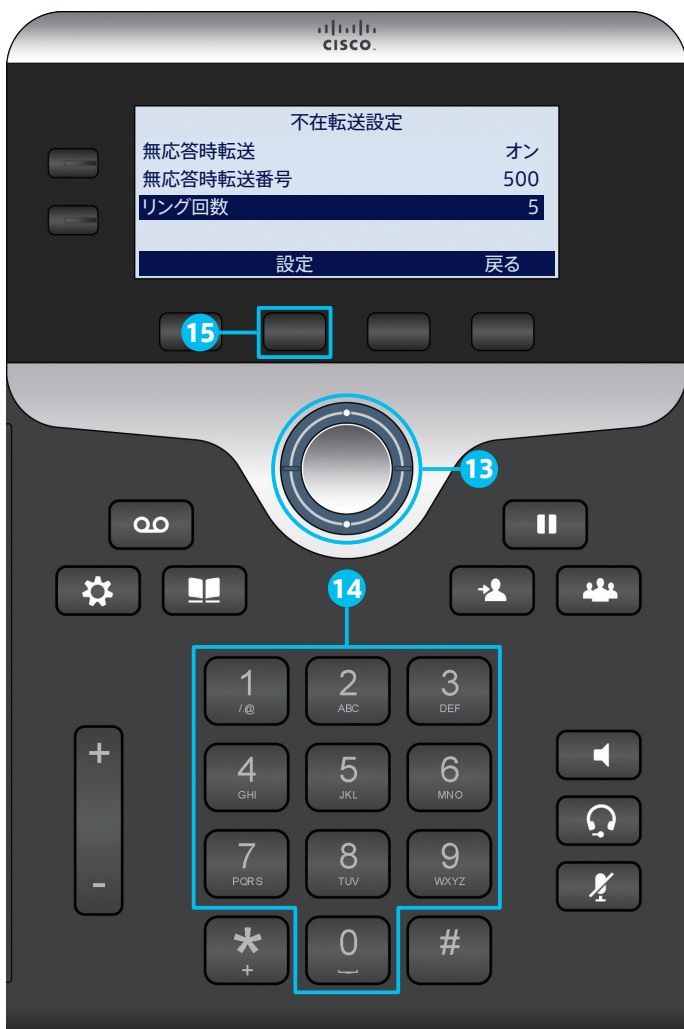 CISCO
不在転送設定
無応答時転送 オン
無応答時転送番号 500
リング回数 5
設定 戻る
15
13
14
1 2 3
/.@ ABC DEF
+
4 5 6
GHI JKL MNO
7 8 9
PQRS TUV WXYZ
-
* 0 #
+